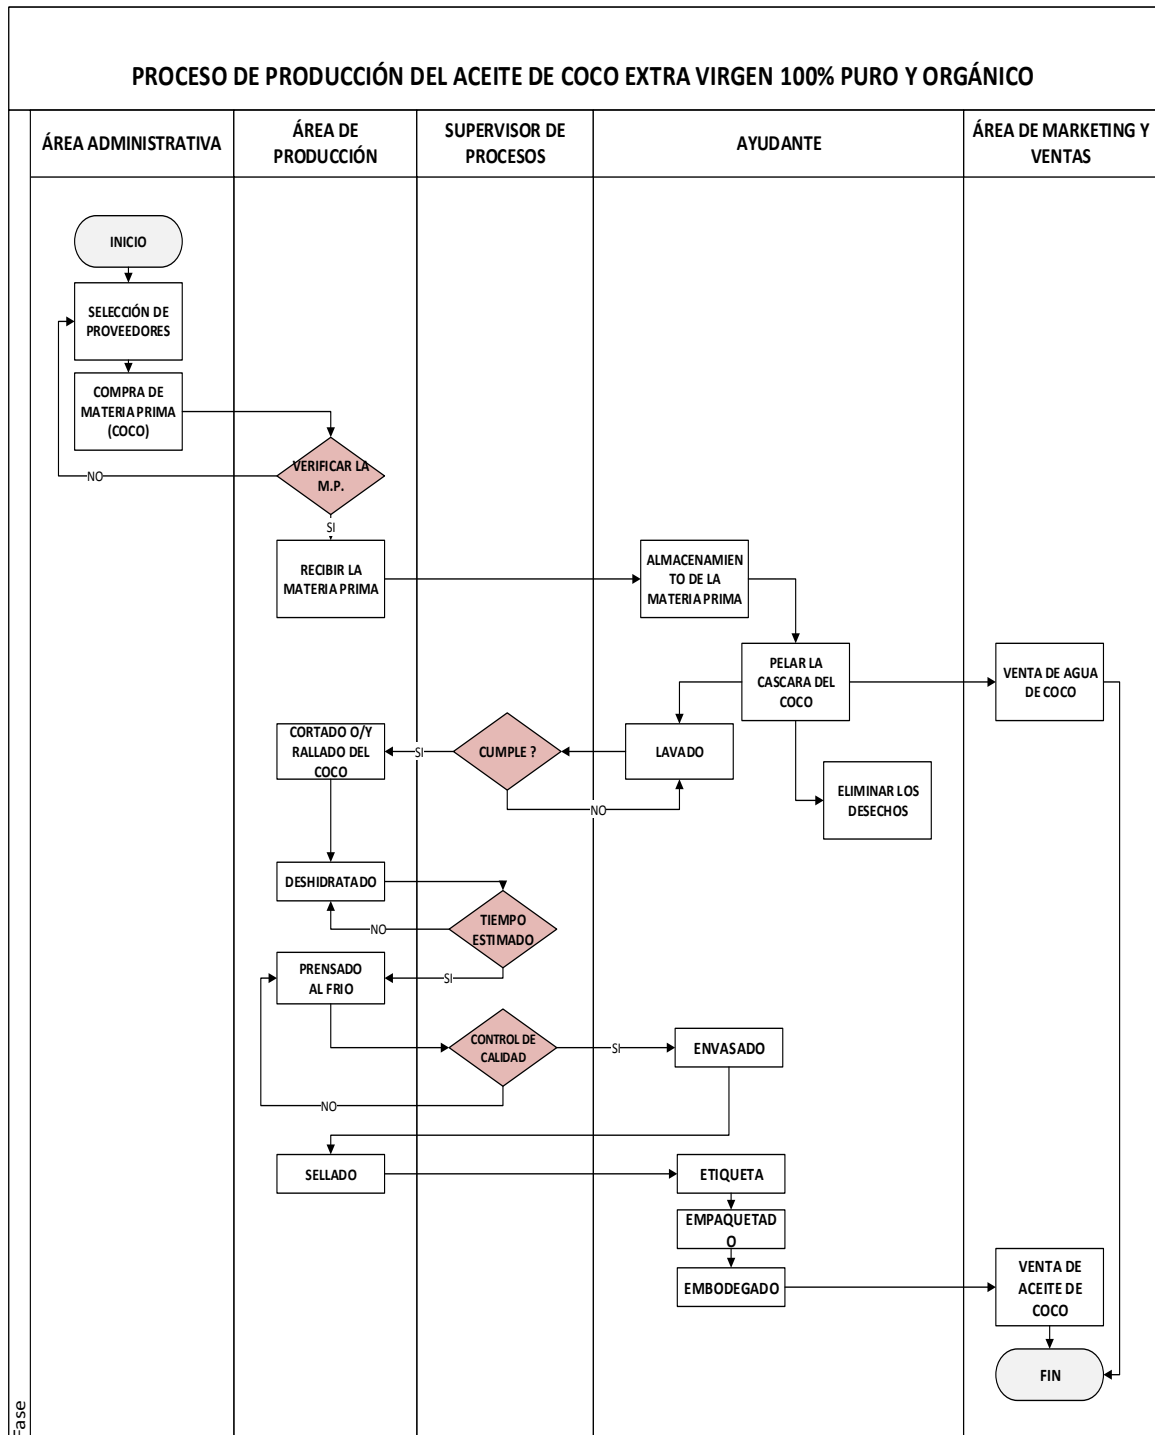 PROCESO DE PRODUCCIÓN DEL ACEITE DE COCO EXTRA VIRGEN 100% PURO Y ORGÁNICO
Fase
ÁREA ADMINISTRATIVA
ÁREA DE
PRODUCCIÓN
SUPERVISOR DE
PROCESOS
AYUDANTE
ÁREA DE MARKETING Y
VENTAS
INICIO
SELECCIÓN DE
PROVEEDORES
COMPRA DE
MATERIA PRIMA
(COCO)
VERIFICAR LA
M.P.
NO
SI
RECIBIR LA
MATERIA PRIMA
ALMACENAMIEN
TO DE LA
MATERIA PRIMA
PELAR LA
CASCARA DEL
COCO
VENTA DE AGUA
DE COCO
CORTADO O/Y
RALLADO DEL
COCO
SI
CUMPLE ?
LAVADO
NO
ELIMINAR LOS
DESECHOS
DESHIDRATADO
TIEMPO
ESTIMADO
NO
SI
PRENSADO
AL FRIO
CONTROL DE
CALIDAD
SI
ENVASADO
NO
SELLADO
ETIQUETA
EMPAQUETAD
O
EMBODEGADO
VENTA DE
ACEITE DE
COCO
FIN